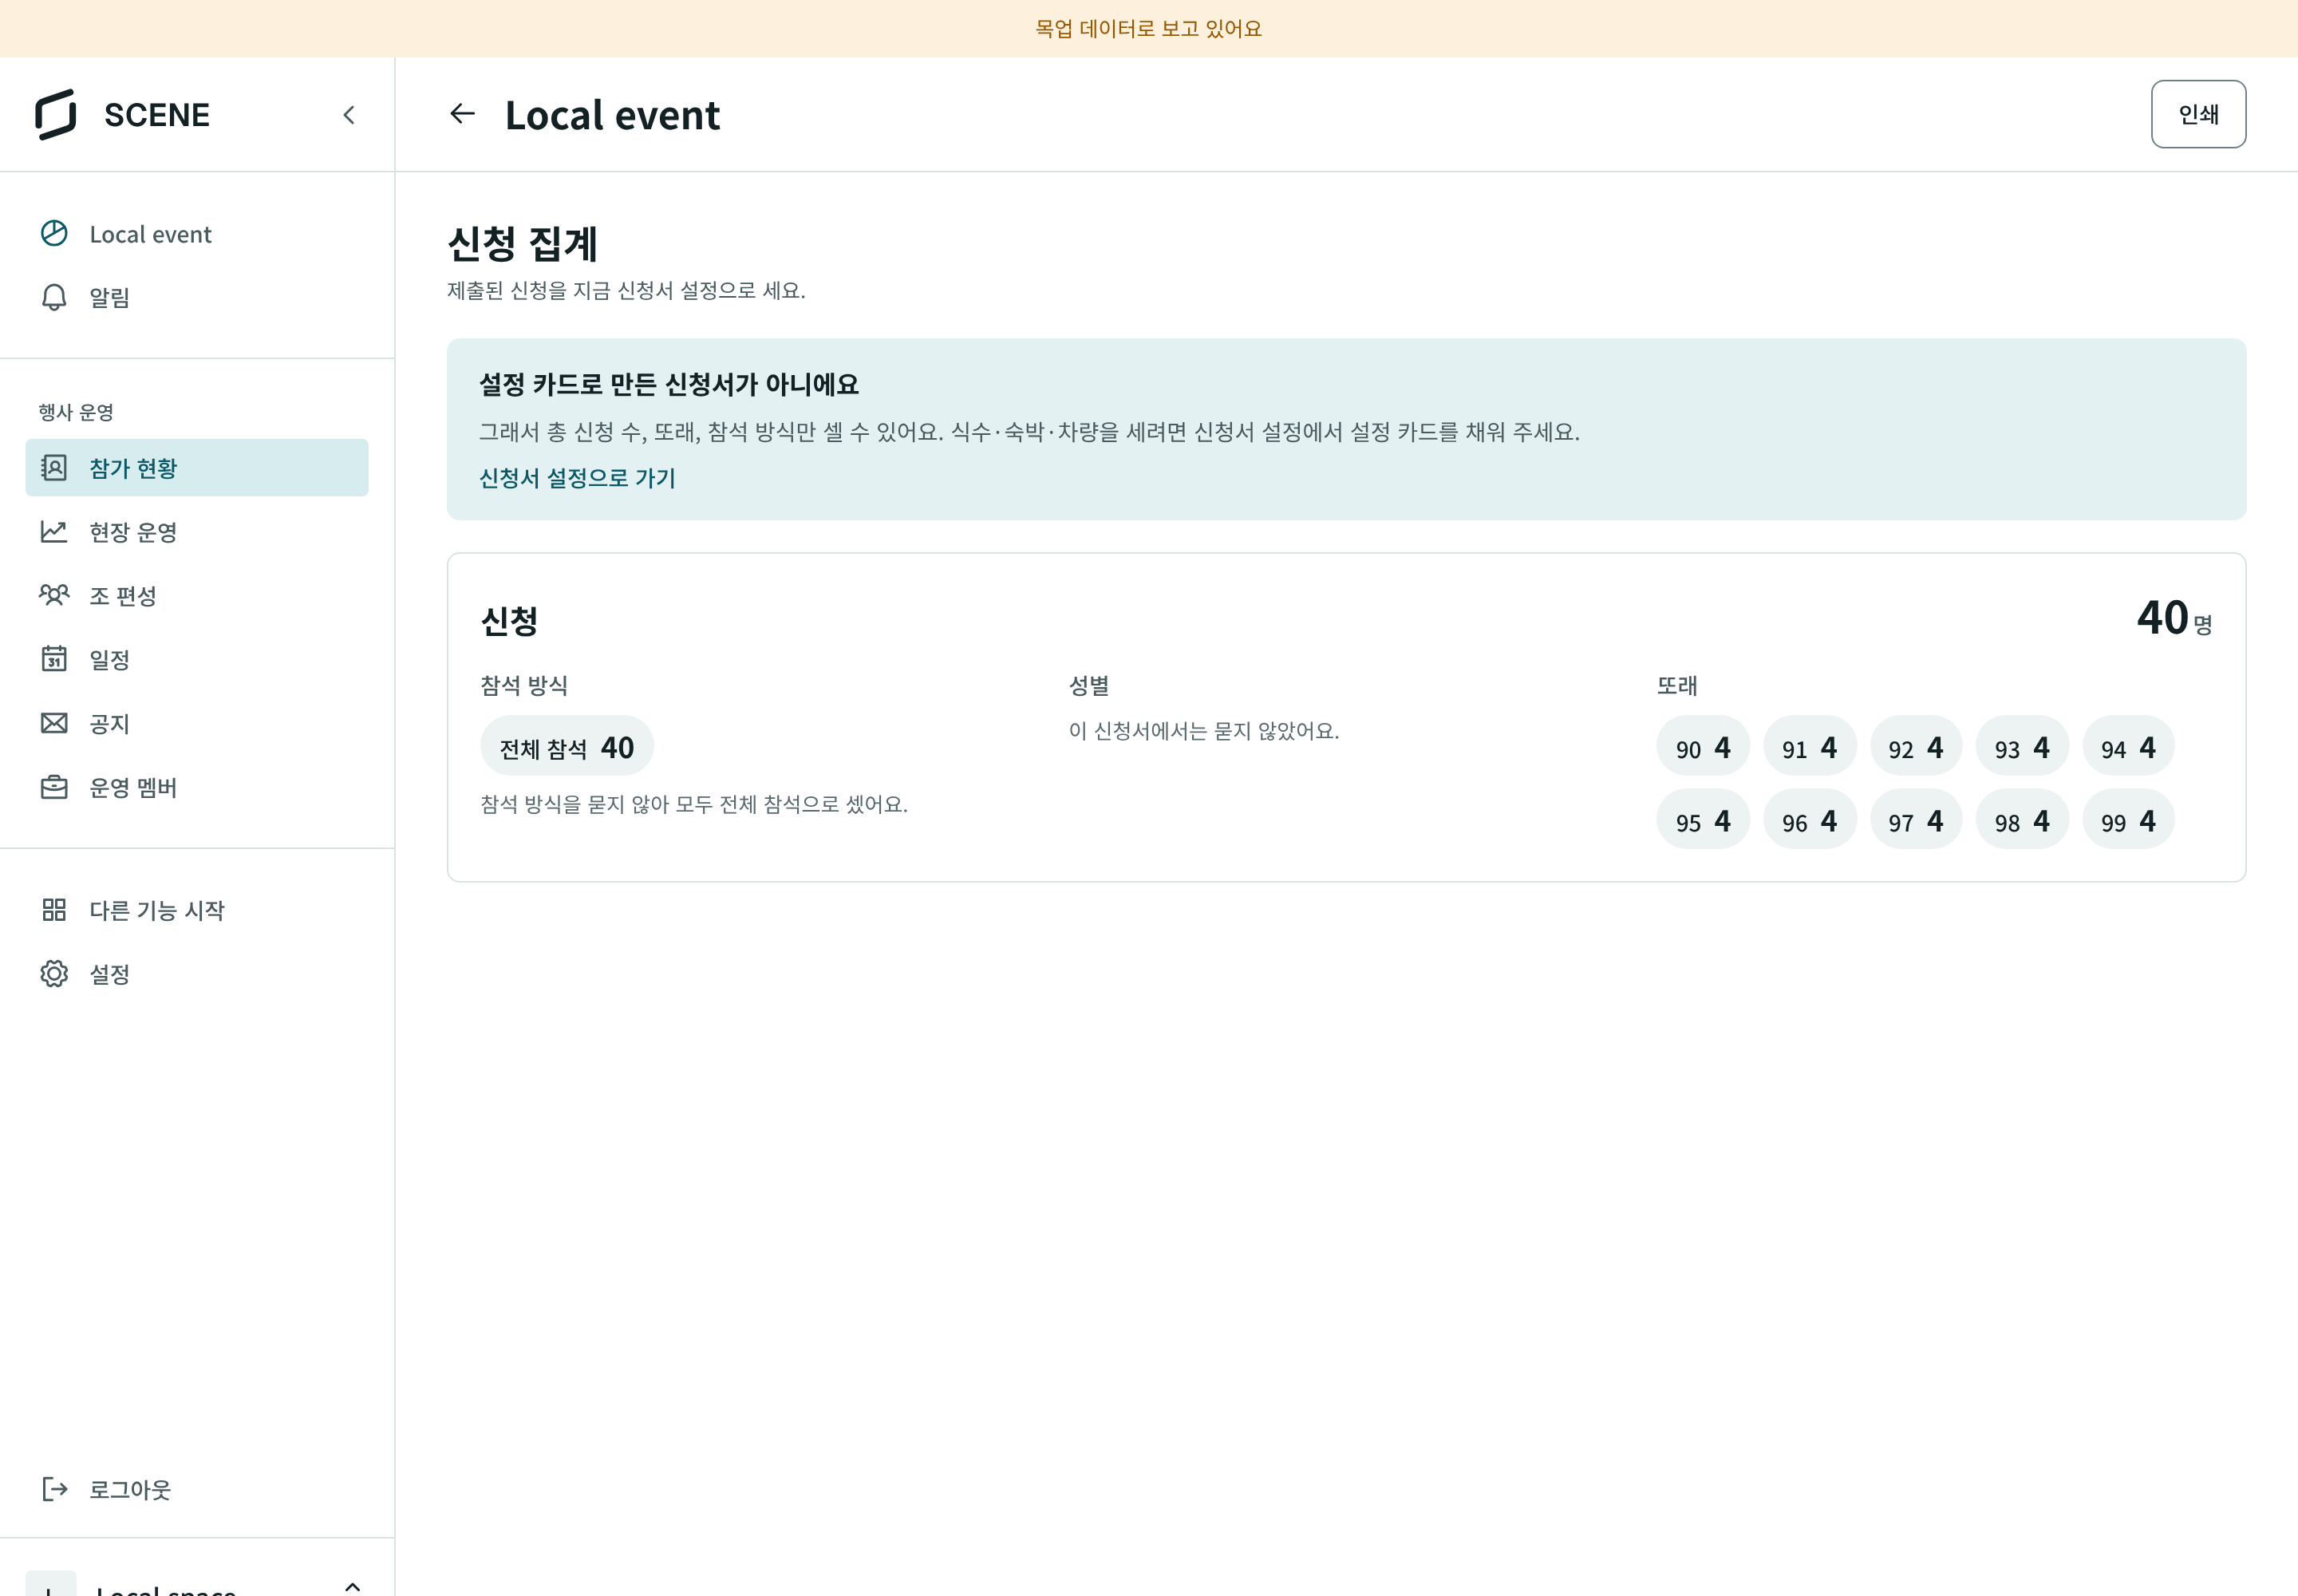 목업 데이터로 보고 있어요
SCENE
Local event
인쇄
Local event
알림
행사 운영
참가 현황
현장 운영
조 편성
31
일정
공지
운영 멤버
다른 기능 시작
설정
로그아웃
Local space
신청 집계
제출된 신청을 지금 신청서 설정으로 세요.
설정 카드로 만든 신청서가 아니에요
그래서 총 신청 수, 또래, 참석 방식만 셀 수 있어요. 식수·숙박·차량을 세려면 신청서 설정에서 설정 카드를 채워 주세요.
신청서 설정으로 가기
신청
40명
참석 방식
전체 참석 40
참석 방식을 묻지 않아 모두 전체 참석으로 셌어요.
성별
이 신청서에서는 묻지 않았어요.
또래
90 4 91 4 92 4 93 4 94 4
95 4 96 4 97 4 98 4 99 4